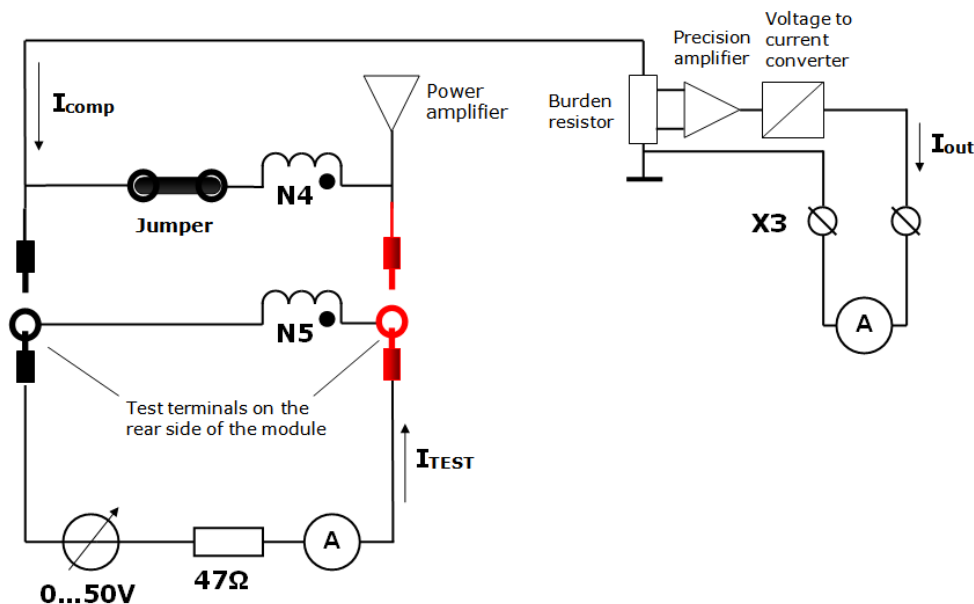 Voltage to
current
converter
Precision
amplifier
Power
amplifier
Burden
resistor
Icomp
Iout
N4
Jumper
X3
N5
A
Test terminals on the
rear side of the module
ITEST
A
47Ω
0...50V